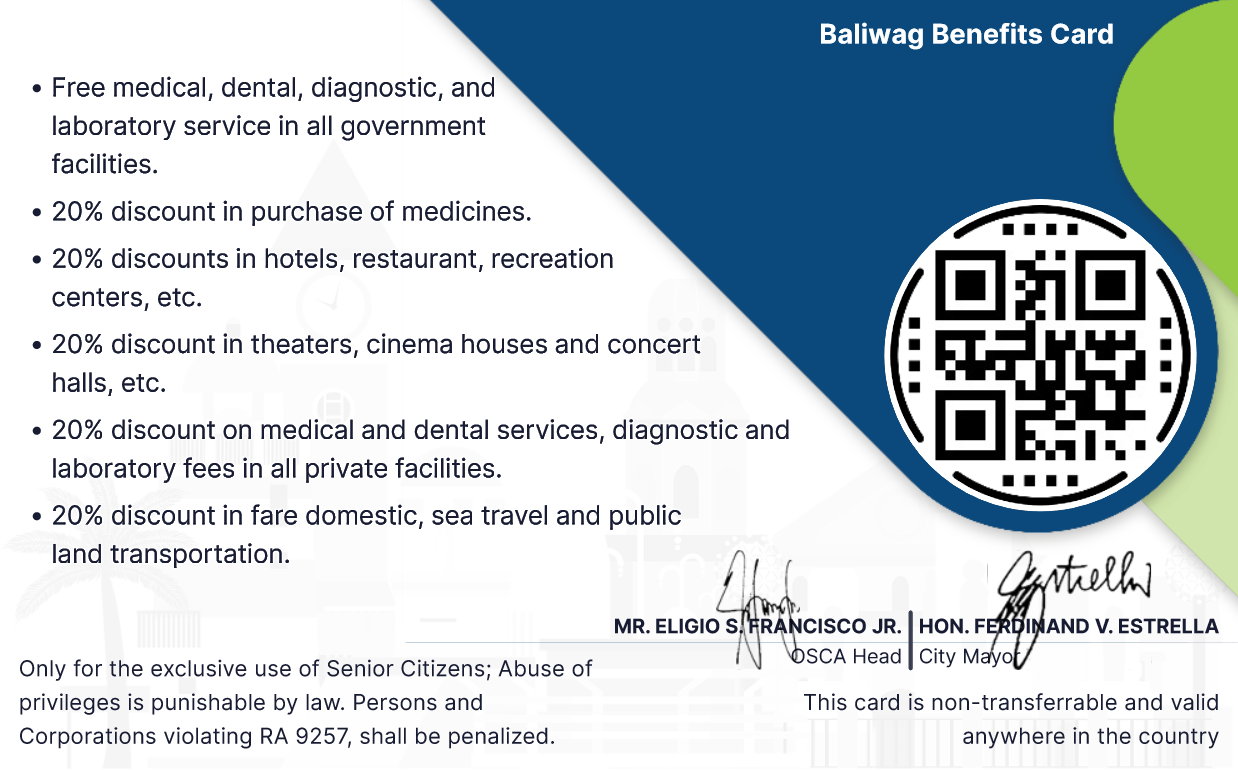 Baliwag Benefits Card
• Free medical, dental, diagnostic, and
laboratory service in all government
facilities.
• 20% discount in purchase of medicines.
• 20% discounts in hotels, restaurant, recreation
centers, etc.
• 20% discount in theaters, cinema houses and concert
halls, etc.
• 20% discount on medical and dental services, diagnostic and
laboratory fees in all private facilities.
• 20% discount in fare domestic, sea travel and public
land transportation.
MR. ELIGIO S. FRANCISCO JR.
OSCA Head
HON. FERDINAND V. ESTRELLA
City Mayor
Only for the exclusive use of Senior Citizens; Abuse of
privileges is punishable by law. Persons and
Corporations violating RA 9257, shall be penalized.
This card is non-transferrable and valid
anywhere in the country